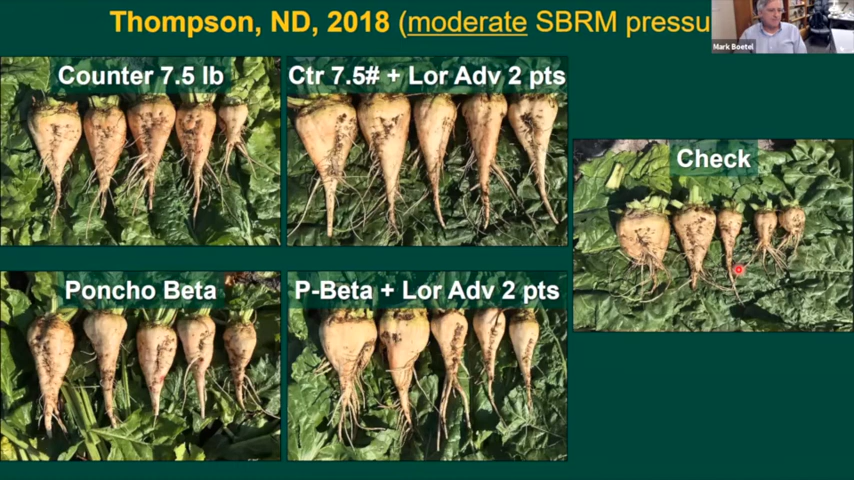 Thompson, ND, 2018 (moderate SBRM pressu
Mark Boetel
Counter 7.5 lb
Ctr 7.5# + Lor Adv 2 pts
Check
Poncho Beta
P-Beta + Lor Adv 2 pts